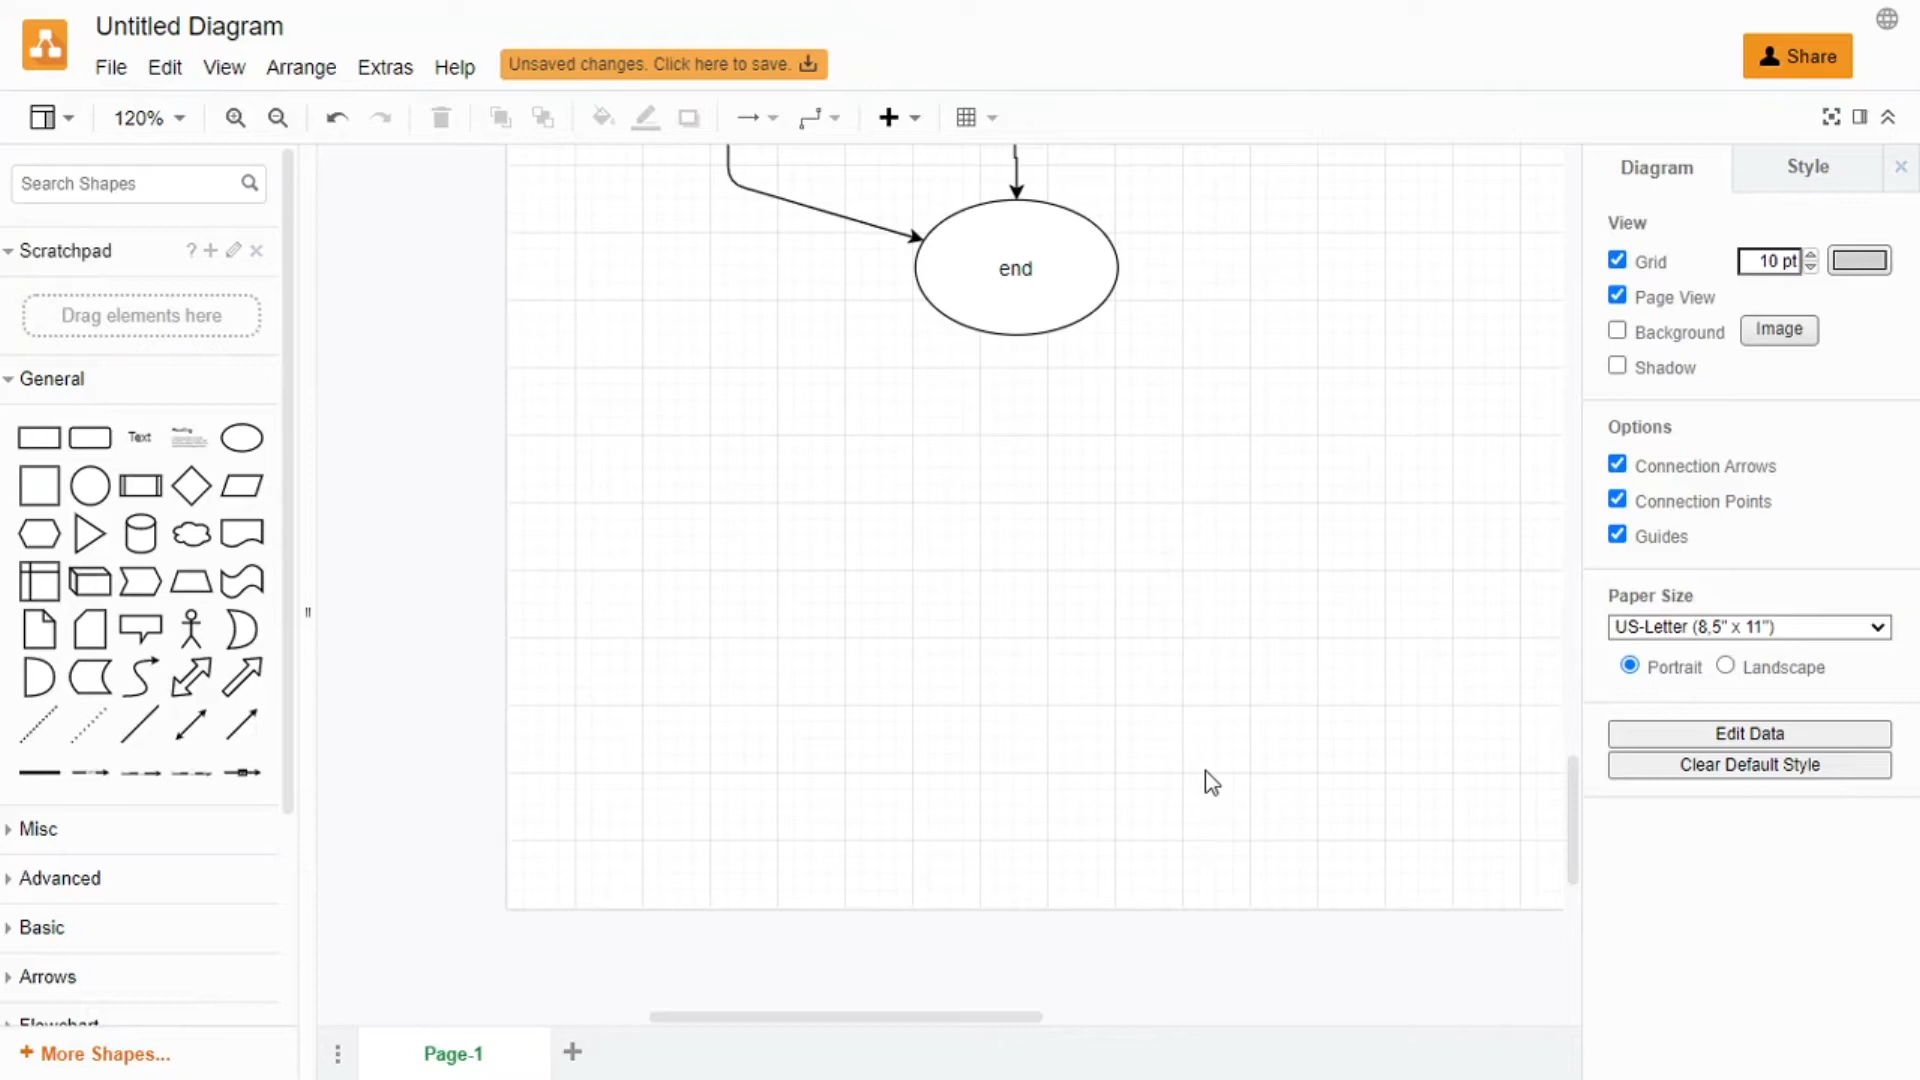 Untitled Diagram
File Edit View Arrange Extras Help Unsaved changes. Click here to save.
Share
120%
Search Shapes
Scratchpad ?
Drag elements here
General
Text
Misc
Advanced
Basic
Arrows
Flowchart
+ More Shapes...
end
Page-1
Diagram Style
View
Grid 10 pt
Page View
Background Image
Shadow
Options
Connection Arrows
Connection Points
Guides
Paper Size
US-Letter (8,5" x 11")
Portrait Landscape
Edit Data
Clear Default Style